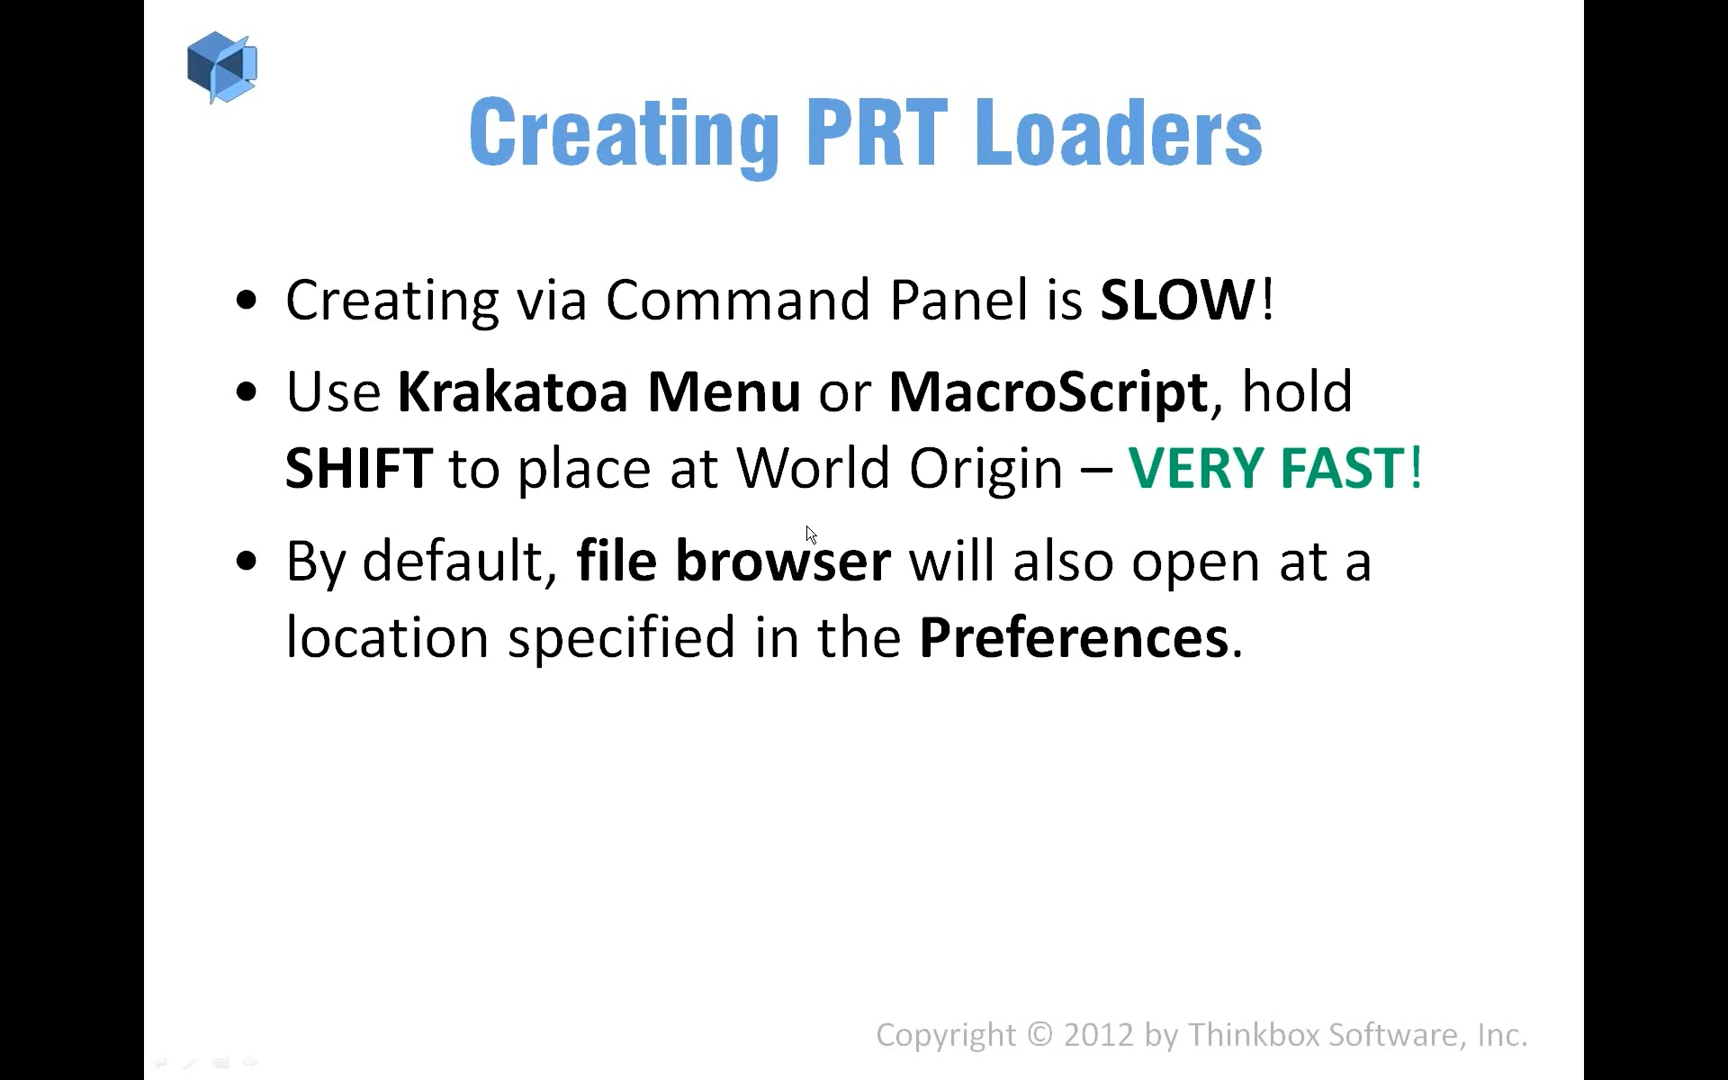 Creating PRT Loaders
• Creating via Command Panel is SLOW!
• Use Krakatoa Menu or MacroScript, hold
SHIFT to place at World Origin – VERY FAST!
• By default, file browser will also open at a
location specified in the Preferences.
Copyright © 2012 by Thinkbox Software, Inc.